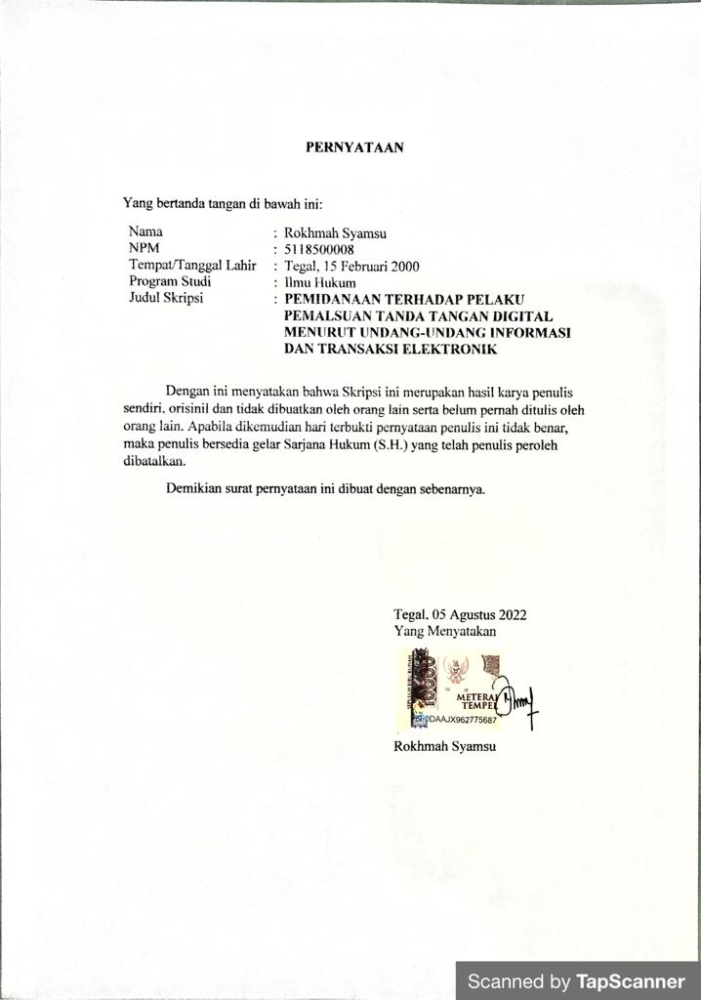 PERNYATAAN
Yang bertanda tangan di bawah ini:
Nama : Rokhmah Syamsu
NPM : 5118500008
Tempat/Tanggal Lahir : Tegal, 15 Februari 2000
Program Studi : Ilmu Hukum
Judul Skripsi : PEMIDANAAN TERHADAP PELAKU
PEMALSUAN TANDA TANGAN DIGITAL
MENURUT UNDANG-UNDANG INFORMASI
DAN TRANSAKSI ELEKTRONIK
Dengan ini menyatakan bahwa Skripsi ini merupakan hasil karya penulis
sendiri, orisinil dan tidak dibuatkan oleh orang lain serta belum pernah ditulis oleh
orang lain. Apabila dikemudian hari terbukti pernyataan penulis ini tidak benar,
maka penulis bersedia gelar Sarjana Hukum (S.H.) yang telah penulis peroleh
dibatalkan.
Demikian surat pernyataan ini dibuat dengan sebenarnya.
Tegal, 05 Agustus 2022
Yang Menyatakan
10000
METERAI
TEMPEL
0DAAJX962775687
Rokhmah Syamsu
Scanned by TapScanner